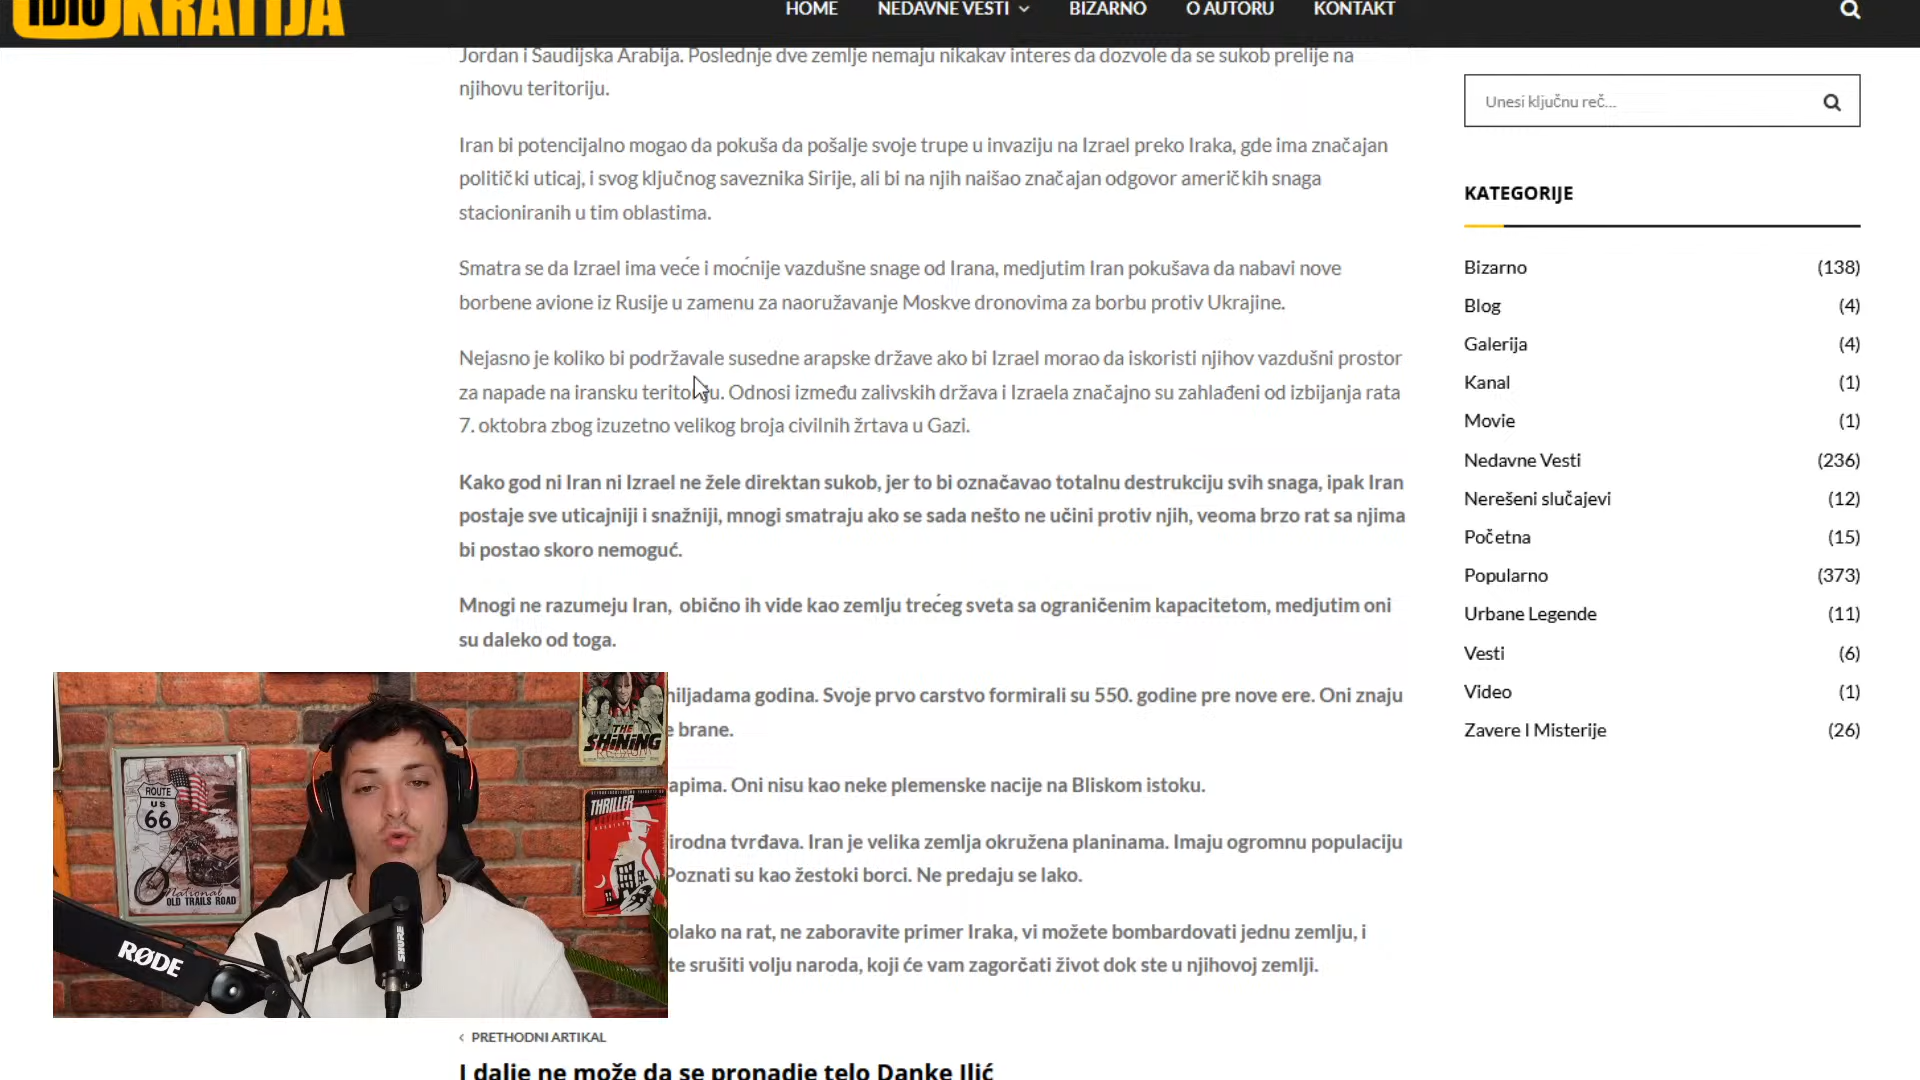 IDIO
KRATIJA
HOME
NEDAVNE VESTI
BIZARNO
O AUTORU
KONTAKT
Jordan i Saudijska Arabija. Poslednje dve zemlje nemaju nikakav interes da dozvole da se sukob prelije na
njihovu teritoriju.
Iran bi potencijalno mogao da pokuša da pošalje svoje trupe u invaziju na Izrael preko Iraka, gde ima značajan
politički uticaj, i svog ključnog saveznika Sirije, ali bi na njih naišao značajan odgovor američkih snaga
stacioniranih u tim oblastima.
Smatra se da Izrael ima veće i moćnije vazdušne snage od Irana, medjutim Iran pokušava da nabavi nove
borbene avione iz Rusije u zamenu za naoružavanje Moskve dronovima za borbu protiv Ukrajine.
Nejasno je koliko bi podržavale susedne arapske države ako bi Izrael morao da iskoristi njihov vazdušni prostor
za napade na iransku teritoriju. Odnosi između zalivskih država i Izraela značajno su zahlađeni od izbijanja rata
7. oktobra zbog izuzetno velikog broja civilnih žrtava u Gazi.
Kako god ni Iran ni Izrael ne žele direktan sukob, jer to bi označavao totalnu destrukciju svih snaga, ipak Iran
postaje sve uticajniji i snažniji, mnogi smatraju ako se sada nešto ne učini protiv njih, veoma brzo rat sa njima
bi postao skoro nemoguć.
Mnogi ne razumeju Iran, obično ih vide kao zemlju trećeg sveta sa ograničenim kapacitetom, medjutim oni
su daleko od toga.
hiljadama godina. Svoje prvo carstvo formirali su 550. godine pre nove ere. Oni znaju
e brane.
apima. Oni nisu kao neke plemenske nacije na Bliskom istoku.
irodna tvrđava. Iran je velika zemlja okružena planinama. Imaju ogromnu populaciju
Poznati su kao žestoki borci. Ne predaju se lako.
olako na rat, ne zaboravite primer Iraka, vi možete bombardovati jednu zemlju, i
te srušiti volju naroda, koji će vam zagorčati život dok ste u njihovoj zemlji.
PRETHODNI ARTIKAL
I dalje ne može da se pronadje telo Danke Ilić
Unesi ključnu reč...
KATEGORIJE
Bizarno (138)
Blog (4)
Galerija (4)
Kanal (1)
Movie (1)
Nedavne Vesti (236)
Nerešeni slučajevi (12)
Početna (15)
Popularno (373)
Urbane Legende (11)
Vesti (6)
Video (1)
Zavere I Misterije (26)
ROUTE
US
66
National
OLD TRAILS ROAD
THE
SHiNiNG
THRILLER
RØDE
SHURE